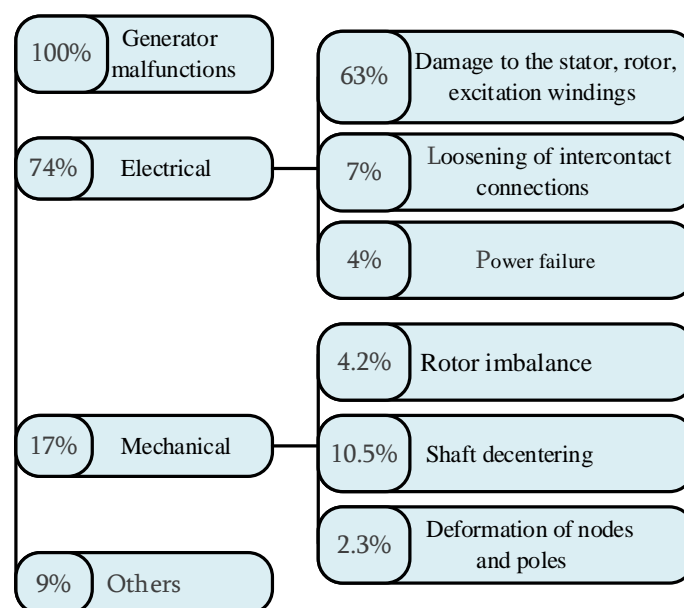 100%
Generator
malfunctions
74%
Electrical
63%
Damage to the stator, rotor,
excitation windings
7%
Loosening of intercontact
connections
4%
Power failure
17%
Mechanical
4.2%
Rotor imbalance
10.5%
Shaft decentering
2.3%
Deformation of nodes
and poles
9%
Others